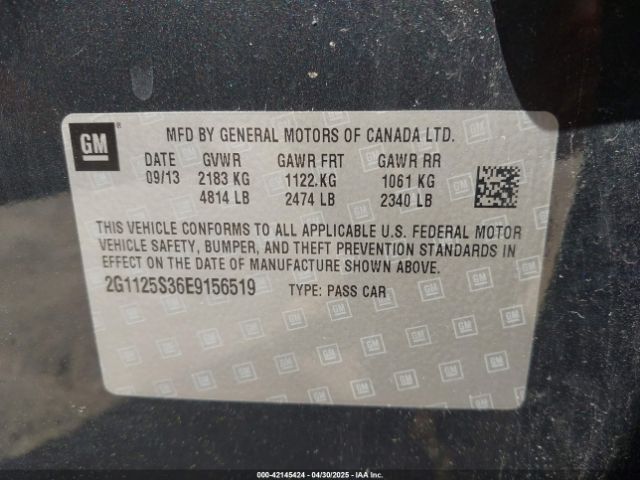 GM
MFD BY GENERAL MOTORS OF CANADA LTD.
DATE GVWR GAWR FRT GAWR RR
09/13 2183 KG 1122 KG 1061 KG
4814 LB 2474 LB 2340 LB
THIS VEHICLE CONFORMS TO ALL APPLICABLE U.S. FEDERAL MOTOR
VEHICLE SAFETY, BUMPER, AND THEFT PREVENTION STANDARDS IN
EFFECT ON THE DATE OF MANUFACTURE SHOWN ABOVE.
2G1125S36E9156519 TYPE: PASS CAR
000-42145424 - 04/30/2025 - IAA Inc.